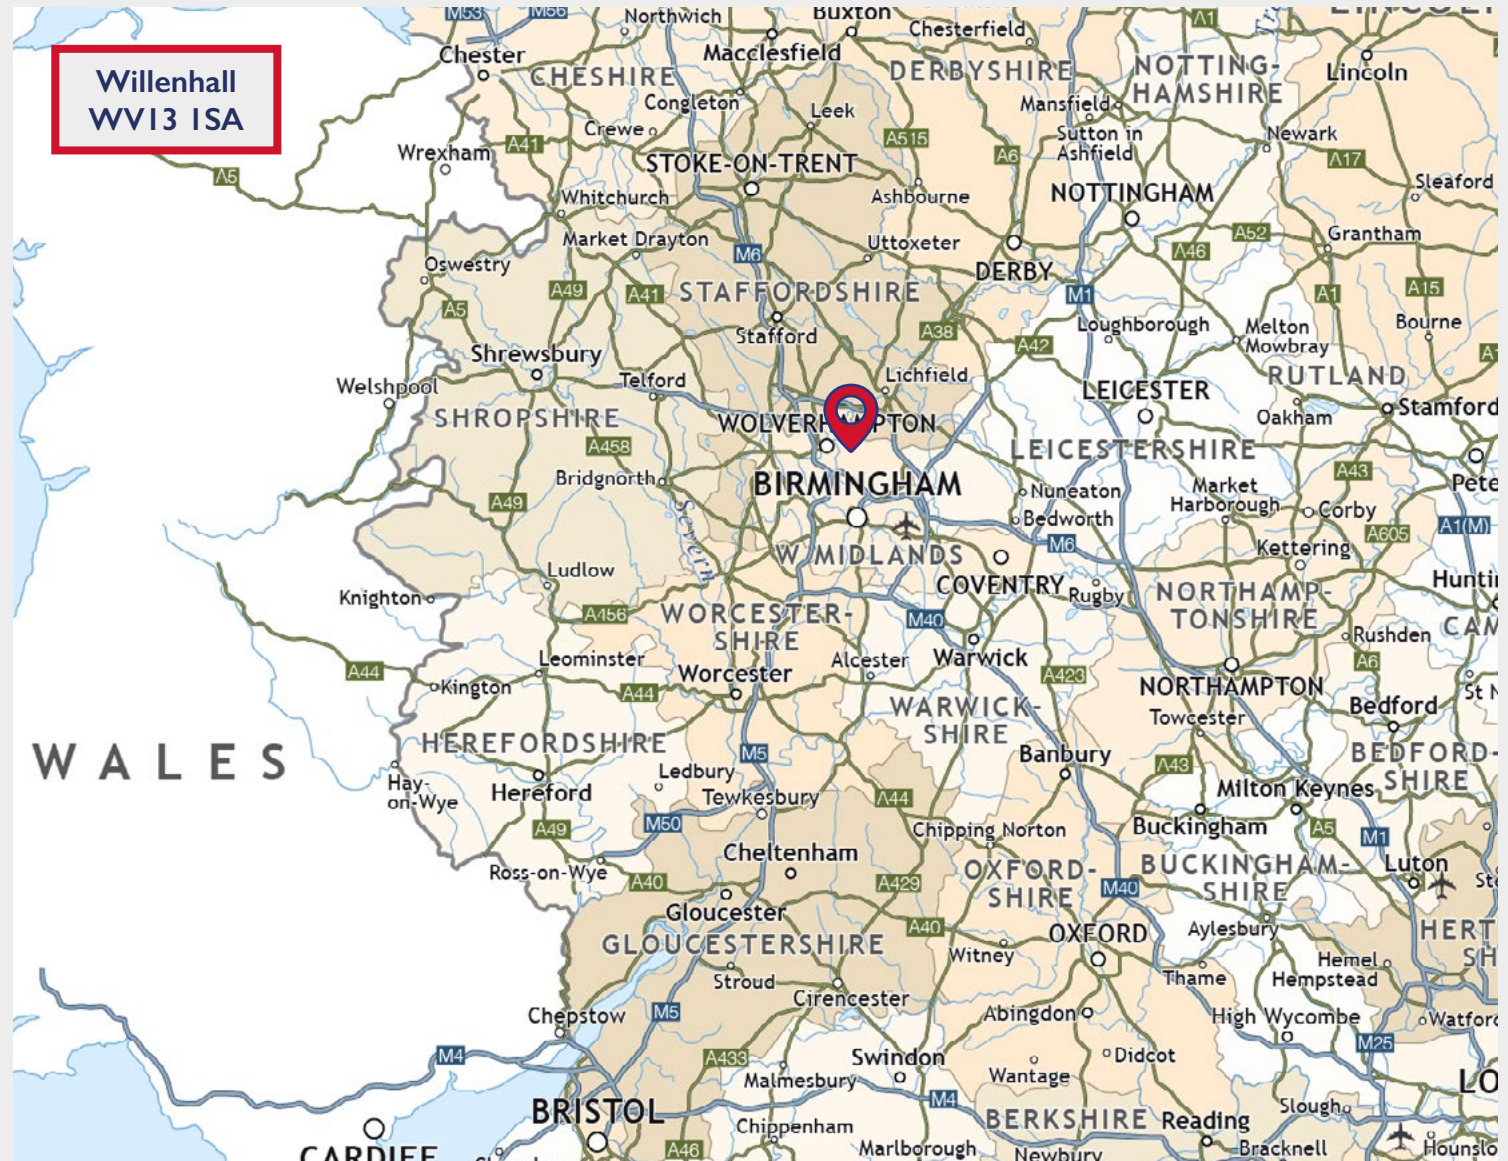 Willenhall
WV13 1SA
M53
M56
Northwich
Buxton
Chesterfield
A1
Chester
Macclesfield
CHESHIRE
DERBYSHIRE
NOTTING-
HAMSHIRE
Lincoln
Congleton
Leek
Mansfield
Crewe
A515
Sutton in
Ashfield
Newark
A41
Wrexham
STOKE-ON-TRENT
A6
A17
A5
Whitchurch
Ashbourne
NOTTINGHAM
Sleaford
Market Drayton
M6
Uttoxeter
A52
Grantham
A46
Oswestry
DERBY
A49
A41
STAFFORDSHIRE
M1
A1
A15
A5
Stafford
A38
Loughborough
Melton
Mowbray
Bourne
A42
Shrewsbury
Telford
Lichfield
Welshpool
LEICESTER
RUTLAND
SHROPSHIRE
Oakham
Stamford
A458
LEICESTERSHIRE
Bridgnorth
BIRMINGHAM
A43
Nuneaton
Market
Harborough
A49
Severn
Bedworth
Corby
A605
A1(M)
M6
W MIDLANDS
Kettering
Ludlow
COVENTRY
Rugby
Knighton
NORTHAMP-
TONSHIRE
A456
WORCESTER-
SHIRE
M40
Rushden
Leominster
Alcester
Warwick
A6
A44
Worcester
A423
Kington
A44
NORTHAMPTON
WARWICK-
SHIRE
Towcester
Bedford
WALES
HEREFORDSHIRE
M5
Banbury
BEDFORD-
SHIRE
A43
Hay-
on-Wye
Ledbury
Hereford
Tewkesbury
A44
Milton Keynes
A49
M50
Chipping Norton
Buckingham
A5
M1
Cheltenham
OXFORD-
SHIRE
BUCKINGHAM-
SHIRE
Luton
Ross-on-Wye
A40
A429
M40
Gloucester
A40
OXFORD
Aylesbury
GLOUCESTERSHIRE
Witney
Hemel
Hempstead
Stroud
Thame
Cirencester
Chepstow
M5
Abingdon
High Wycombe
M25
M4
A433
Swindon
Didcot
Malmesbury
Wantage
M4
BRISTOL
BERKSHIRE
Reading
Slough
Chippenham
A46
Marlborough
Newbury
Bracknell